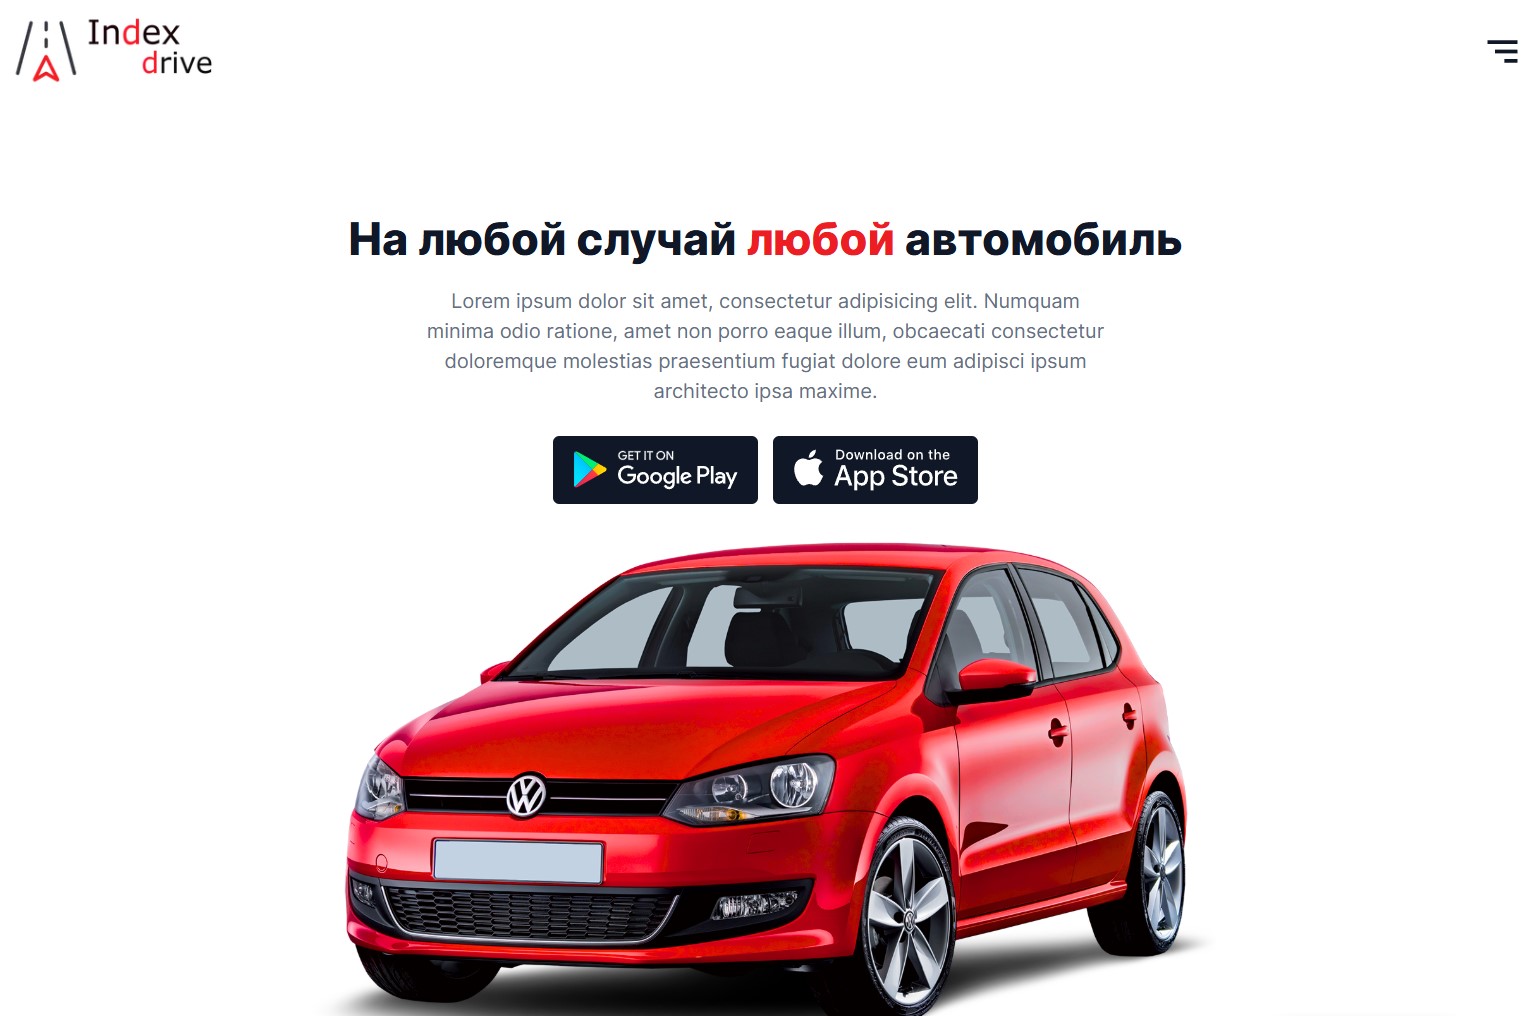 Index
drive
На любой случай любой автомобиль
Lorem ipsum dolor sit amet, consectetur adipisicing elit. Numquam
minima odio ratione, amet non porro eaque illum, obcaecati consectetur
doloremque molestias praesentium fugiat dolore eum adipisci ipsum
architecto ipsa maxime.
GET IT ON
Google Play
Download on the
App Store